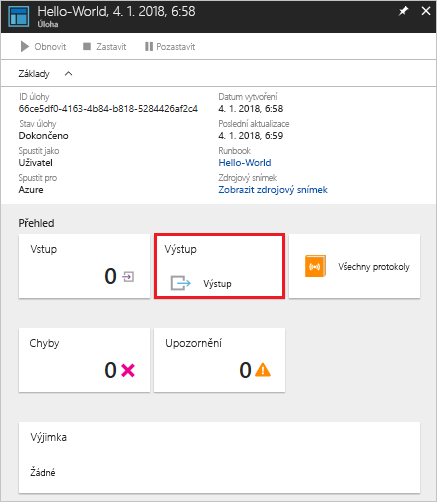 Hello-World, 4. 1. 2018, 6:58
Úloha
Obnovit Zastavit Pozastavit
Základy
ID úlohy
66ce5df0-4163-4b84-b818-5284426af2c4
Stav úlohy
Dokončeno
Spustit jako
Uživatel
Spustit pro
Azure
Datum vytvoření
4. 1. 2018, 6:58
Poslední aktualizace
4. 1. 2018, 6:59
Runbook
Hello-World
Zdrojový snímek
Zobrazit zdrojový snímek
Přehled
Vstup
0
Výstup
Výstup
Všechny protokoly
Chyby
0
Upozornění
0
Výjimka
Žádné